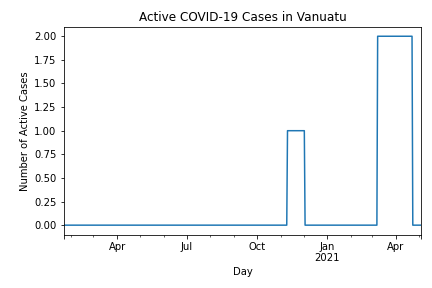 Active COVID-19 Cases in Vanuatu
Number of Active Cases
2.00
1.75
1.50
1.25
1.00
0.75
0.50
0.25
0.00
Apr Jul Oct Jan Apr
2021
Day